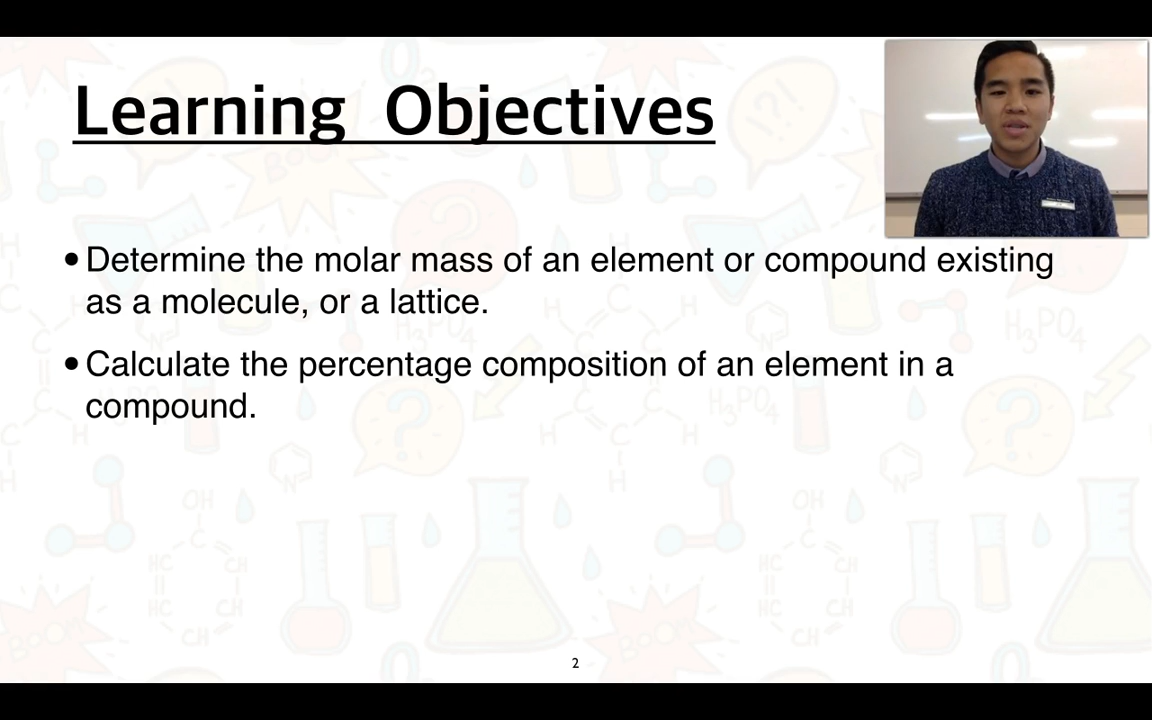 Learning Objectives
• Determine the molar mass of an element or compound existing
as a molecule, or a lattice.
• Calculate the percentage composition of an element in a
compound.
2